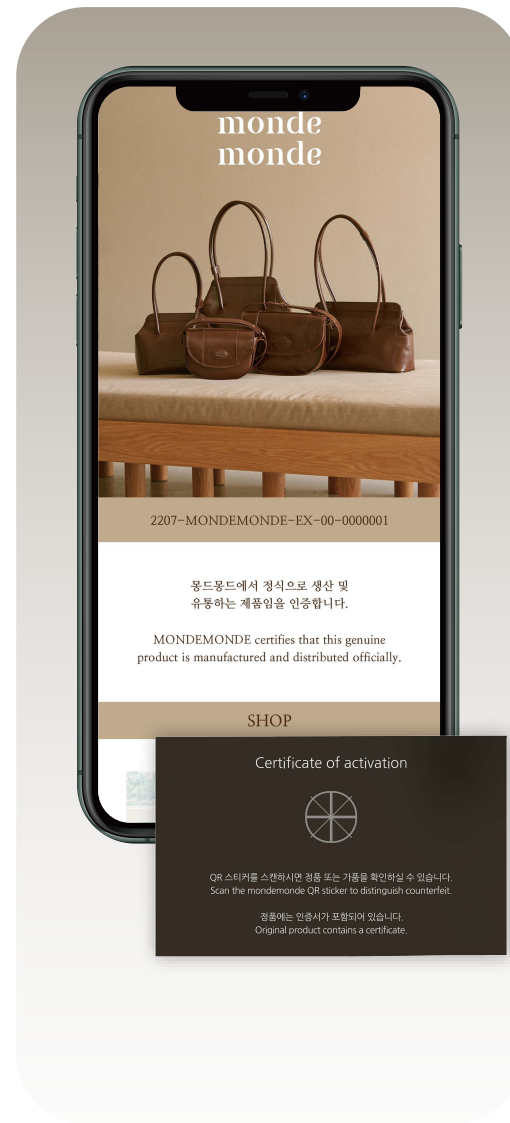 monde
monde
2207-MONDEMONDE-EX-00-0000001
몽드몽드에서 정식으로 생산 및
유통하는 제품임을 인증합니다.
MONDEMONDE certifies that this genuine
product is manufactured and distributed officially.
SHOP
Certificate of activation
QR 스티커를 스캔하시면 정품 또는 가품을 확인하실 수 있습니다.
Scan the mondemonde QR sticker to distinguish counterfeit.
정품에는 인증서가 포함되어 있습니다.
Original product contains a certificate.